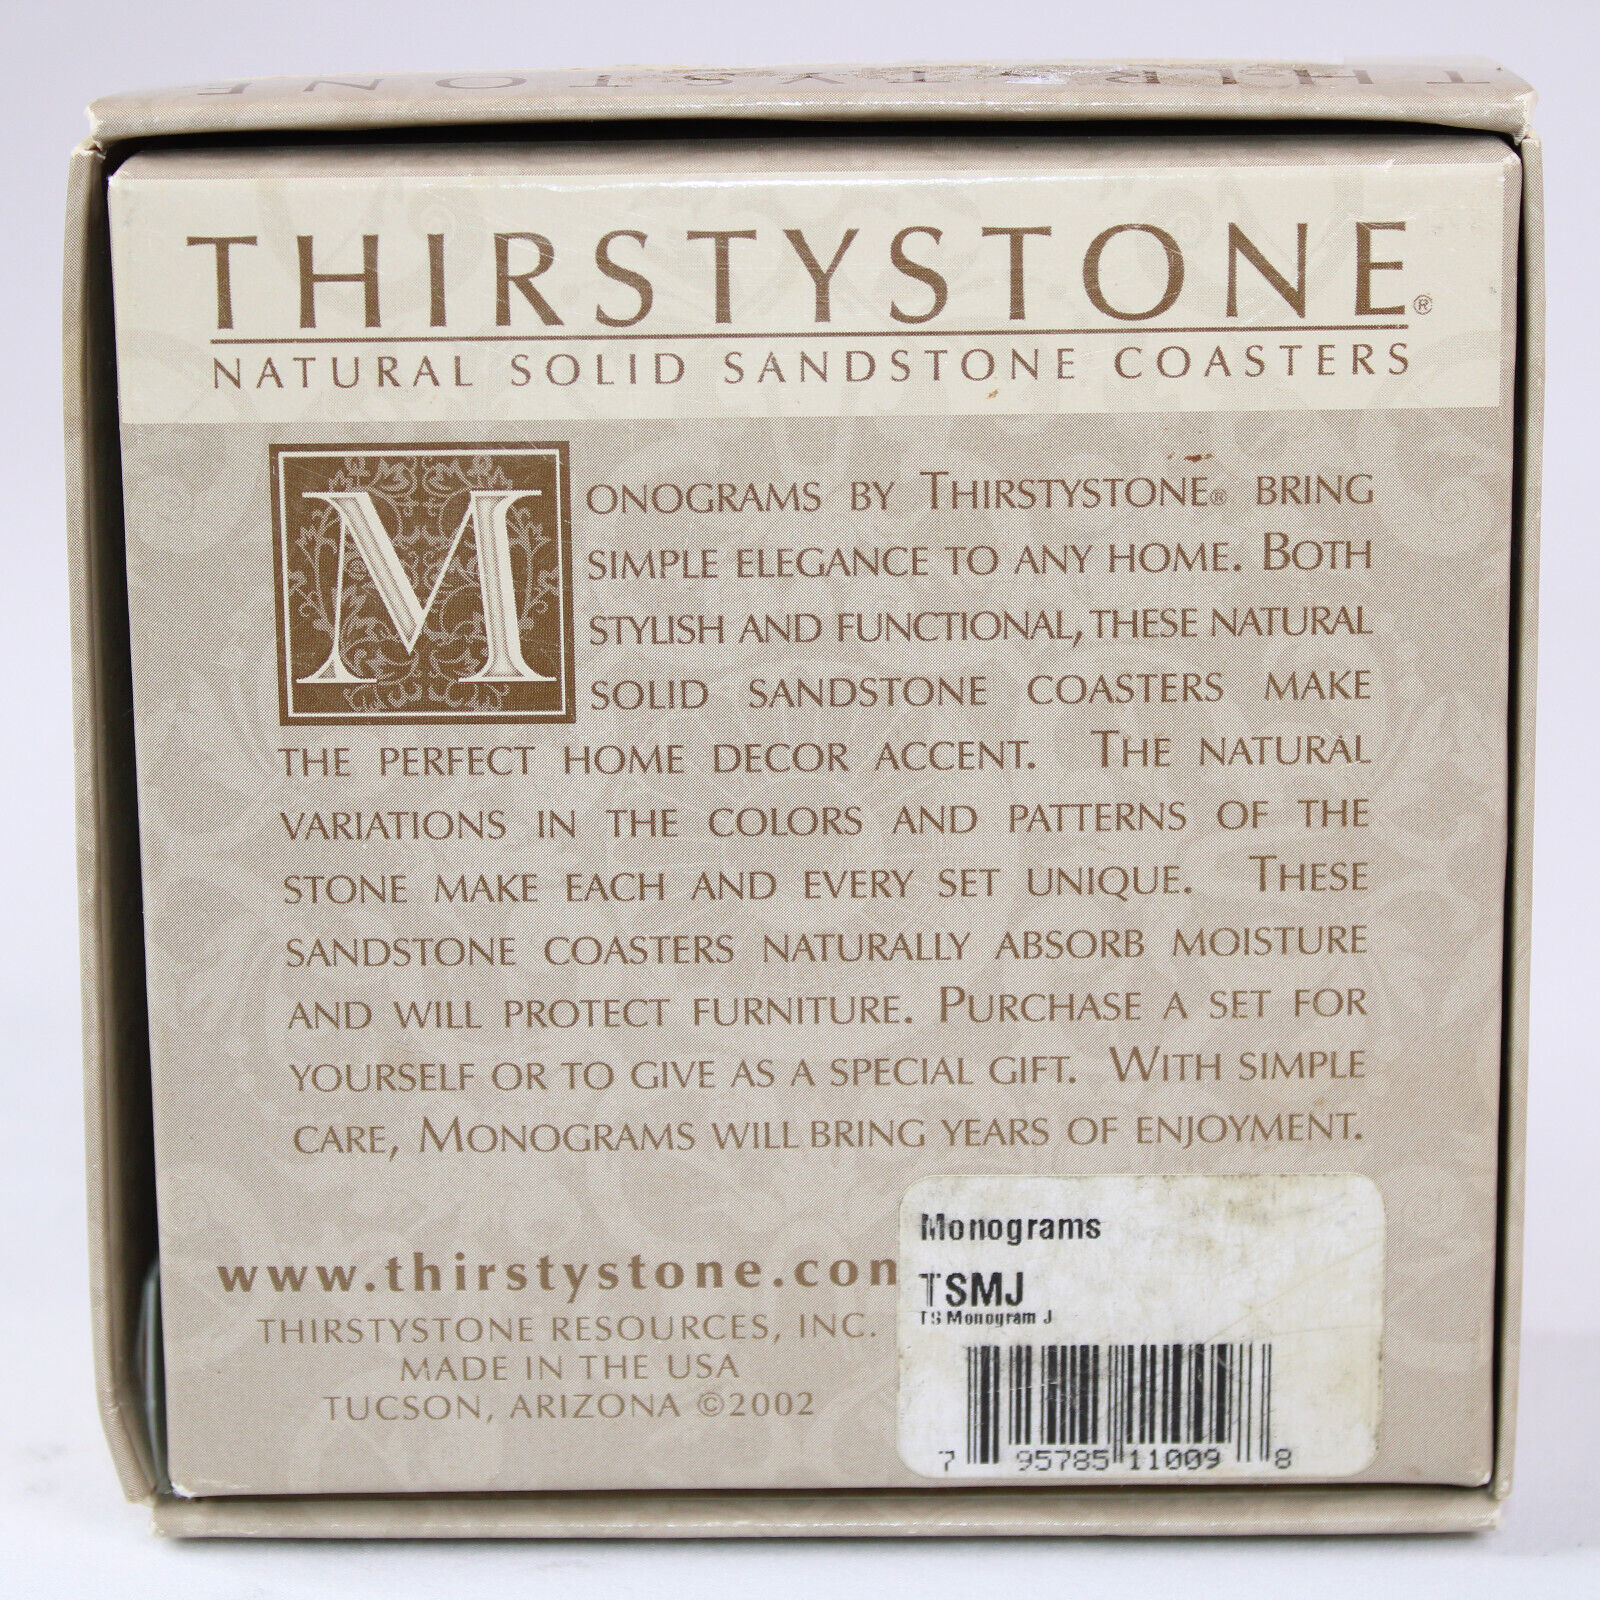 THIRSTYSTONE
THIRSTYSTONE®
NATURAL SOLID SANDSTONE COASTERS
MONOGRAMS BY THIRSTYSTONE® BRING
SIMPLE ELEGANCE TO ANY HOME. BOTH
STYLISH AND FUNCTIONAL, THESE NATURAL
SOLID SANDSTONE COASTERS MAKE
THE PERFECT HOME DECOR ACCENT. THE NATURAL
VARIATIONS IN THE COLORS AND PATTERNS OF THE
STONE MAKE EACH AND EVERY SET UNIQUE. THESE
SANDSTONE COASTERS NATURALLY ABSORB MOISTURE
AND WILL PROTECT FURNITURE. PURCHASE A SET FOR
YOURSELF OR TO GIVE AS A SPECIAL GIFT. WITH SIMPLE
CARE, MONOGRAMS WILL BRING YEARS OF ENJOYMENT.
www.thirstystone.com
THIRSTYSTONE RESOURCES, INC.
MADE IN THE USA
TUCSON, ARIZONA ©2002
Monograms
TSMJ
TS Monogram J
7 95785 11009 8